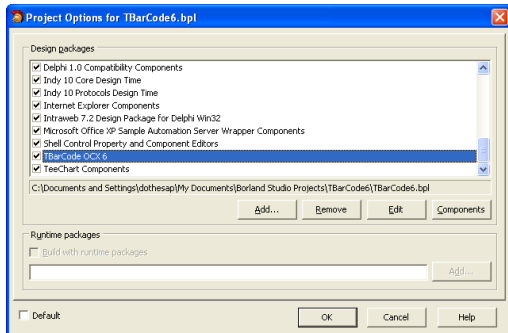 Project Options for TBarCode6.bpl
Design packages
Delphi 1.0 Compatibility Components
Indy 10 Core Design Time
Indy 10 Protocols Design Time
Internet Explorer Components
Intraweb 7.2 Design Package for Delphi Win32
Microsoft Office XP Sample Automation Server Wrapper Components
Shell Control Property and Component Editors
TBarCode OCX 6
TeeChart Components
C:\Documents and Settings\dothesap\My Documents\Borland Studio Projects\TBarCode6\TBarCode6.bpl
Add... Remove Edit Components
Runtime packages
Build with runtime packages
Add...
Default OK Cancel Help